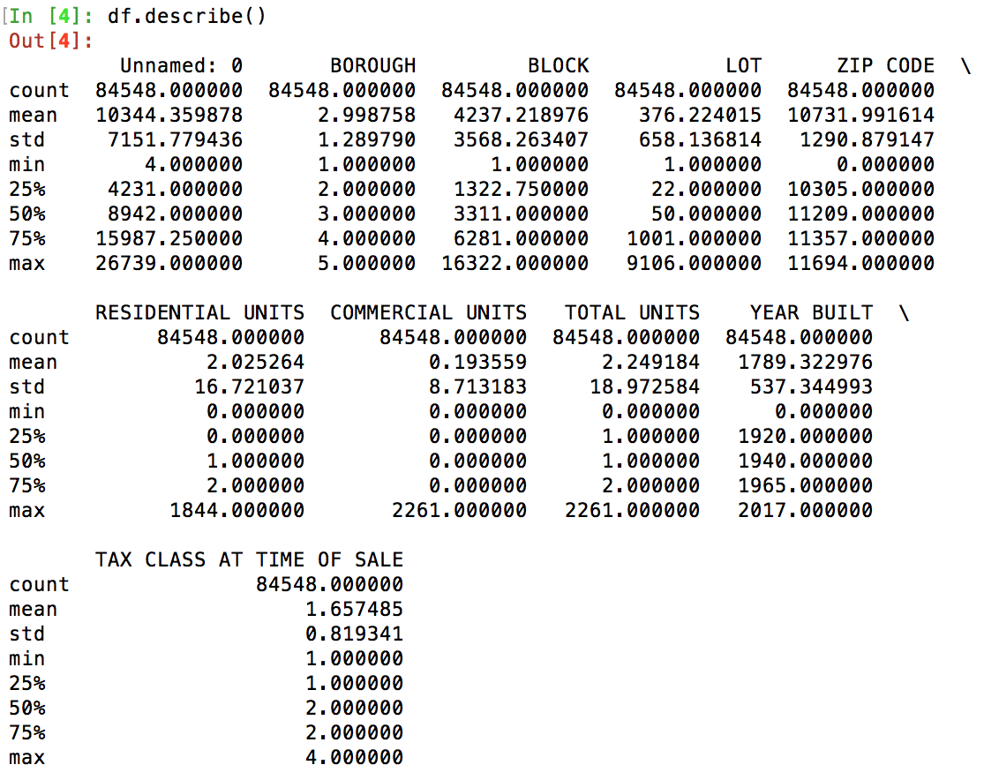 [In [4]: df.describe()
Out[4]:
         Unnamed: 0       BOROUGH         BLOCK           LOT      ZIP CODE  \
count  84548.000000  84548.000000  84548.000000  84548.000000  84548.000000
mean   10344.359878      2.998758   4237.218976    376.224015  10731.991614
std     7151.779436      1.289790   3568.263407    658.136814   1290.879147
min        4.000000      1.000000      1.000000      1.000000      0.000000
25%     4231.000000      2.000000   1322.750000     22.000000  10305.000000
50%     8942.000000      3.000000   3311.000000     50.000000  11209.000000
75%    15987.250000      4.000000   6281.000000   1001.000000  11357.000000
max    26739.000000      5.000000  16322.000000   9106.000000  11694.000000

       RESIDENTIAL UNITS  COMMERCIAL UNITS   TOTAL UNITS    YEAR BUILT  \
count       84548.000000      84548.000000  84548.000000  84548.000000
mean            2.025264          0.193559      2.249184   1789.322976
std            16.721037          8.713183     18.972584    537.344993
min             0.000000          0.000000      0.000000      0.000000
25%             0.000000          0.000000      1.000000   1920.000000
50%             1.000000          0.000000      1.000000   1940.000000
75%             2.000000          0.000000      2.000000   1965.000000
max          1844.000000       2261.000000   2261.000000   2017.000000

       TAX CLASS AT TIME OF SALE
count               84548.000000
mean                    1.657485
std                     0.819341
min                     1.000000
25%                     1.000000
50%                     2.000000
75%                     2.000000
max                     4.000000